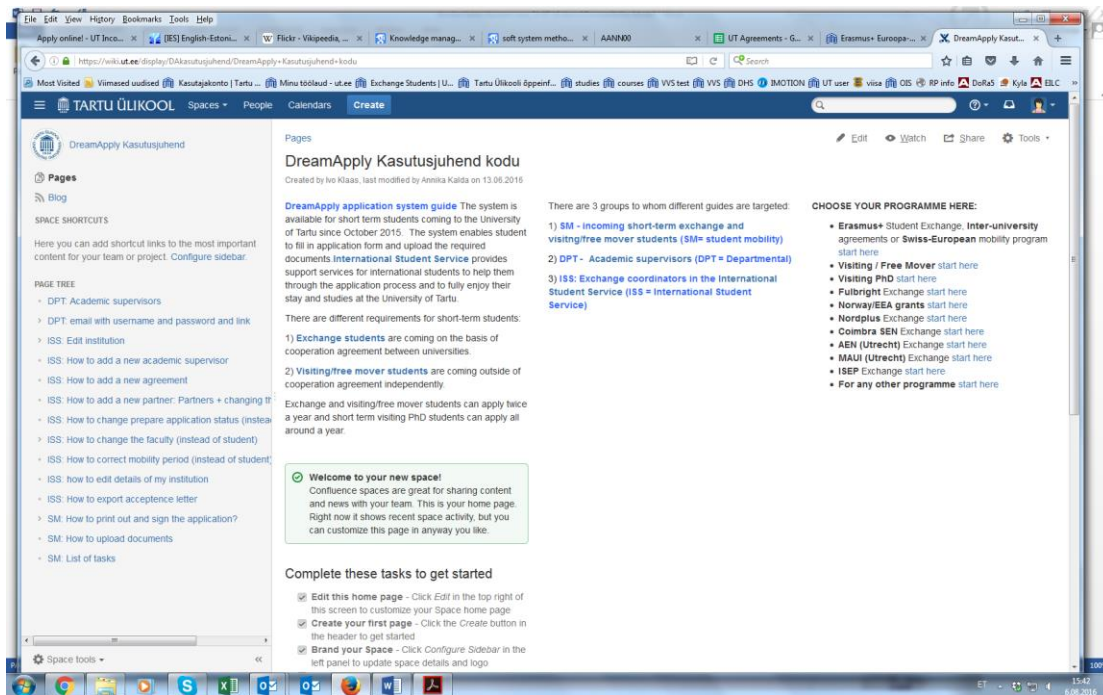 File Edit View History Bookmarks Tools Help
Apply online! - UT Inco... × [IES] English-Estoni... × Flickr - Vikipeedia, ... × Knowledge manag... × soft system metho... × AANN00 × UT Agreements - G... × Erasmus+ Euroopa-... × DreamApply Kasut... × +
https://wiki.ut.ee/display/DAkasutusjuhend/DreamApply+Kasutusjuhend+kodu Search
Most Visited Viimased uudised Kasutajakonto | Tartu ... Minu töölaud - ut.ee Exchange Students | U... Tartu Ülikooli õppeinf... studies courses VVS test VVS DHS IMOTION UT user viisa OIS RP info DoRa5 Kyla EILC »
TARTU ÜLIKOOL Spaces People Calendars Create
DreamApply Kasutusjuhend
Pages
Blog
SPACE SHORTCUTS
Here you can add shortcut links to the most important
content for your team or project. Configure sidebar.
PAGE TREE
DPT: Academic supervisors
DPT: email with username and password and link
ISS: Edit institution
ISS: How to add a new academic supervisor
ISS: How to add a new agreement
ISS: How to add a new partner: Partners + changing th
ISS: How to change prepare application status (instea
ISS: How to change the faculty (instead of student)
ISS: How to correct mobility period (instead of student)
ISS: how to edit details of my institution
ISS: How to export acceptence letter
SM: How to print out and sign the application?
SM: How to upload documents
SM: List of tasks
Space tools «
Pages
Edit Watch Share Tools
DreamApply Kasutusjuhend kodu
Created by Ivo Klaas, last modified by Annika Kalda on 13.06.2016
DreamApply application system guide The system is
available for short term students coming to the University
of Tartu since October 2015. The system enables student
to fill in application form and upload the required
documents.International Student Service provides
support services for international students to help them
through the application process and to fully enjoy their
stay and studies at the University of Tartu.
There are different requirements for short-term students:
1) Exchange students are coming on the basis of
cooperation agreement between universities.
2) Visiting/free mover students are coming outside of
cooperation agreement independently.
Exchange and visiting/free mover students can apply twice
a year and short term visiting PhD students can apply all
around a year.
Welcome to your new space!
Confluence spaces are great for sharing content
and news with your team. This is your home page.
Right now it shows recent space activity, but you
can customize this page in anyway you like.
Complete these tasks to get started
Edit this home page - Click Edit in the top right of
this screen to customize your Space home page
Create your first page - Click the Create button in
the header to get started
Brand your Space - Click Configure Sidebar in the
left panel to update space details and logo
There are 3 groups to whom different guides are targeted:
1) SM - incoming short-term exchange and
visitng/free mover students (SM= student mobility)
2) DPT - Academic supervisors (DPT = Departmental)
3) ISS: Exchange coordinators in the International
Student Service (ISS = International Student
Service)
CHOOSE YOUR PROGRAMME HERE:
Erasmus+ Student Exchange, Inter-university
agreements or Swiss-European mobility program
start here
Visiting / Free Mover start here
Visiting PhD start here
Fulbright Exchange start here
Norway/EEA grants start here
Nordplus Exchange start here
Coimbra SEN Exchange start here
AEN (Utrecht) Exchange start here
MAUI (Utrecht) Exchange start here
ISEP Exchange start here
For any other programme start here
ET 15:42
6.08.2016